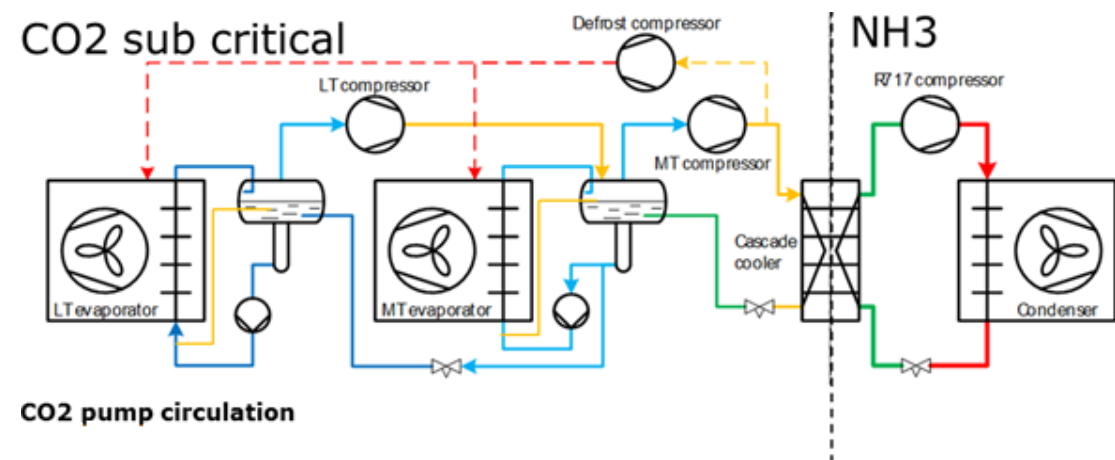 CO2 sub critical
NH3
Defrost compressor
LT compressor
R717 compressor
MT compressor
Cascade
cooler
LT evaporator
MT evaporator
Condenser
CO2 pump circulation